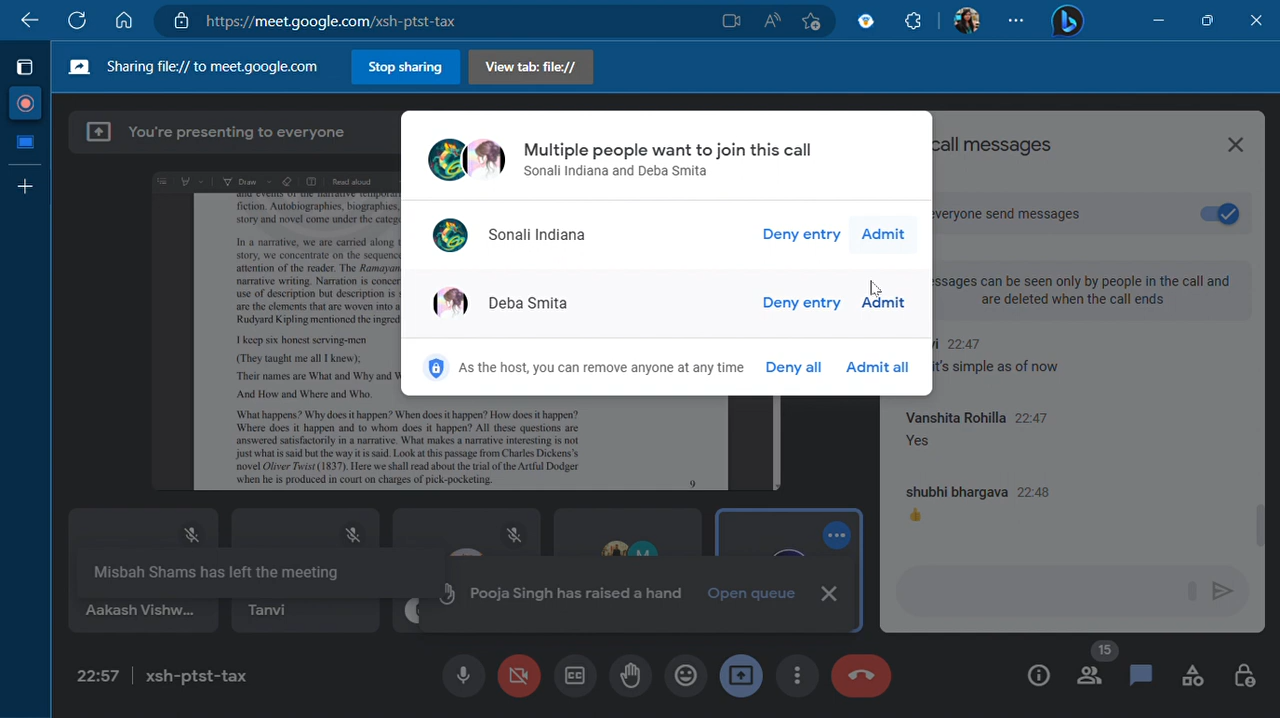 https://meet.google.com/xsh-ptst-tax
Sharing file:// to meet.google.com
Stop sharing
View tab: file://
You're presenting to everyone
Draw
Read aloud
and events of the narrative temporal
fiction. Autobiographies, biographies,
story and novel come under the categ
In a narrative, we are carried along t
story, we concentrate on the sequence
attention of the reader. The Ramayan
narrative writing. Narration is concer
use of description but description is s
are the elements that are woven into a
Rudyard Kipling mentioned the ingred
I keep six honest serving-men
(They taught me all I knew);
Their names are What and Why and W
And How and Where and Who.
What happens? Why does it happen? When does it happen? How does it happen?
Where does it happen and to whom does it happen? All these questions are
answered satisfactorily in a narrative. What makes a narrative interesting is not
just what is said but the way it is said. Look at this passage from Charles Dickens's
novel Oliver Twist (1837). Here we shall read about the trial of the Artful Dodger
when he is produced in court on charges of pick-pocketing.
9
Multiple people want to join this call
Sonali Indiana and Deba Smita
Sonali Indiana
Deny entry
Admit
Deba Smita
Deny entry
Admit
As the host, you can remove anyone at any time
Deny all
Admit all
call messages
everyone send messages
ssages can be seen only by people in the call and
are deleted when the call ends
vi 22:47
it's simple as of now
Vanshita Rohilla 22:47
Yes
shubhi bhargava 22:48
👍
Misbah Shams has left the meeting
Aakash Vishw...
Tanvi
M
Pooja Singh has raised a hand
Open queue
22:57
xsh-ptst-tax
15